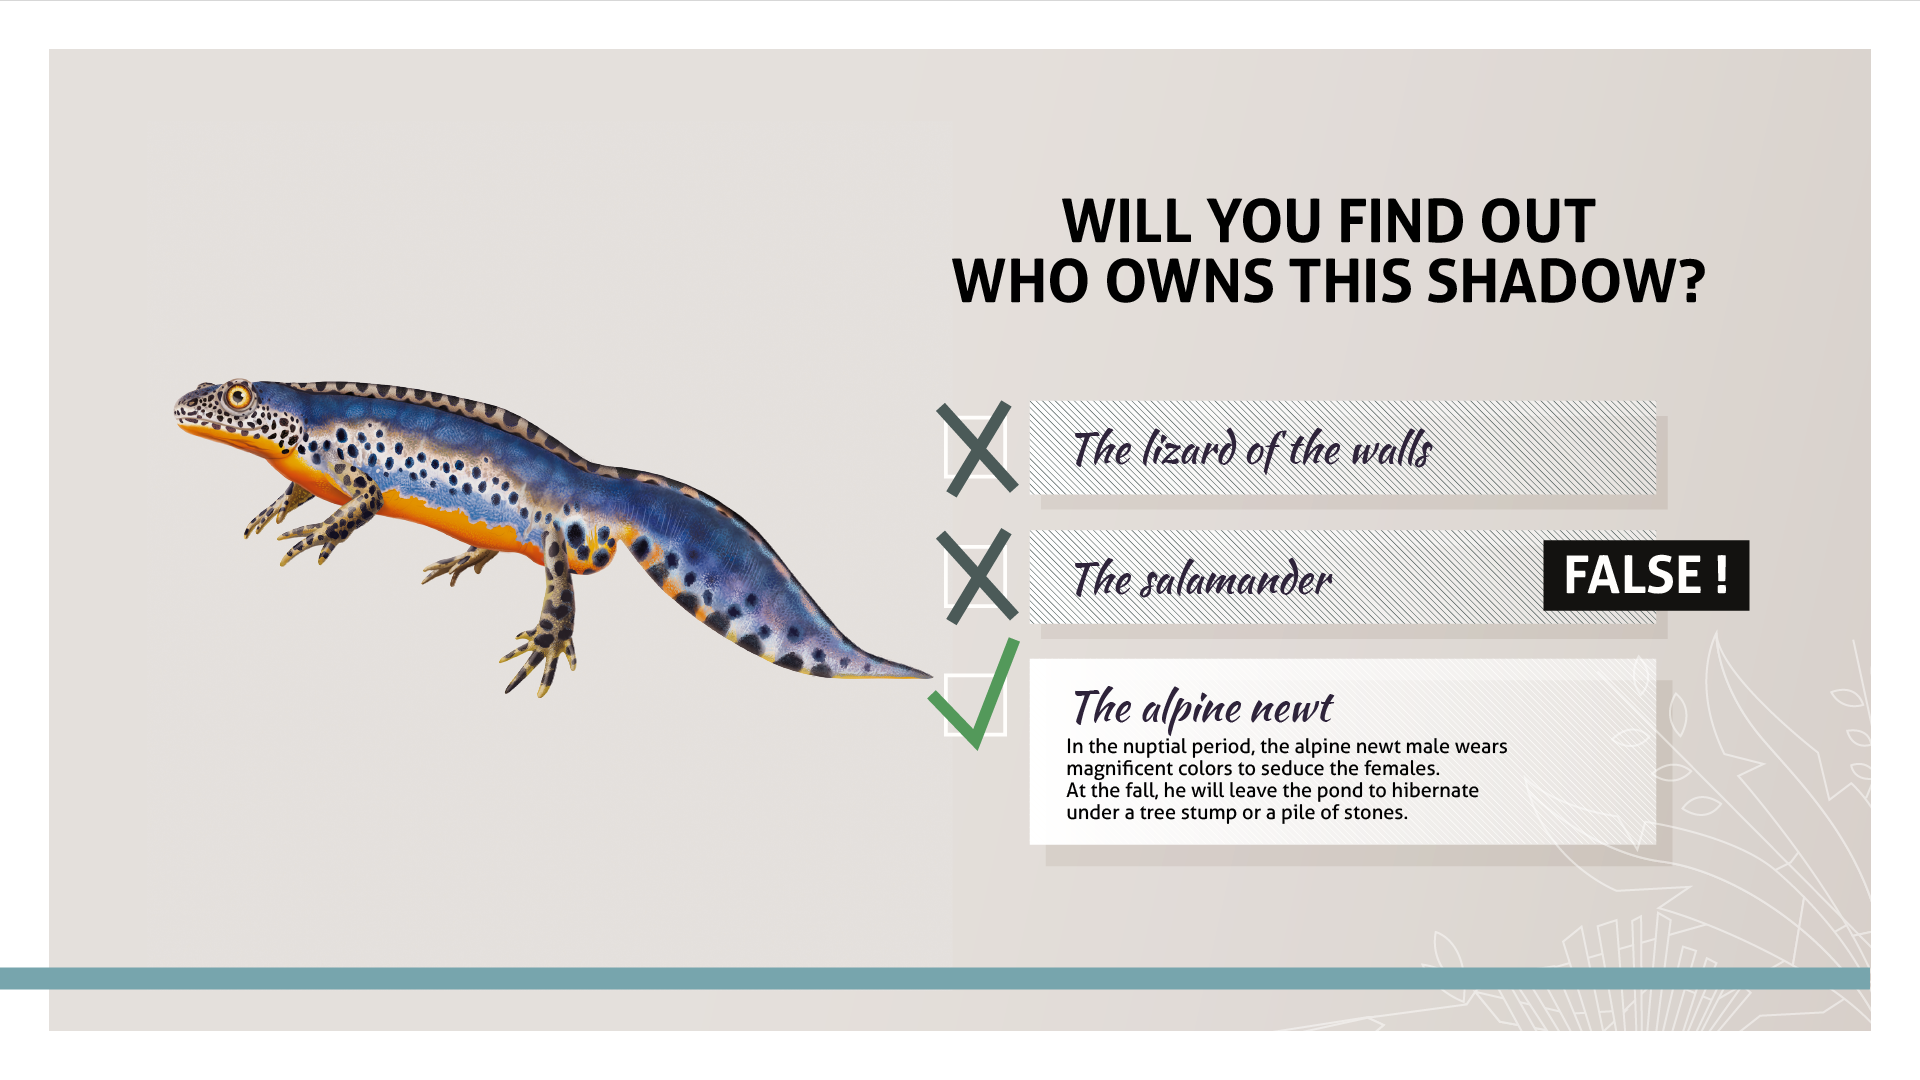 WILL YOU FIND OUT
WHO OWNS THIS SHADOW?
The lizard of the walls
The salamander
FALSE !
The alpine newt
In the nuptial period, the alpine newt male wears
magnificent colors to seduce the females.
At the fall, he will leave the pond to hibernate
under a tree stump or a pile of stones.